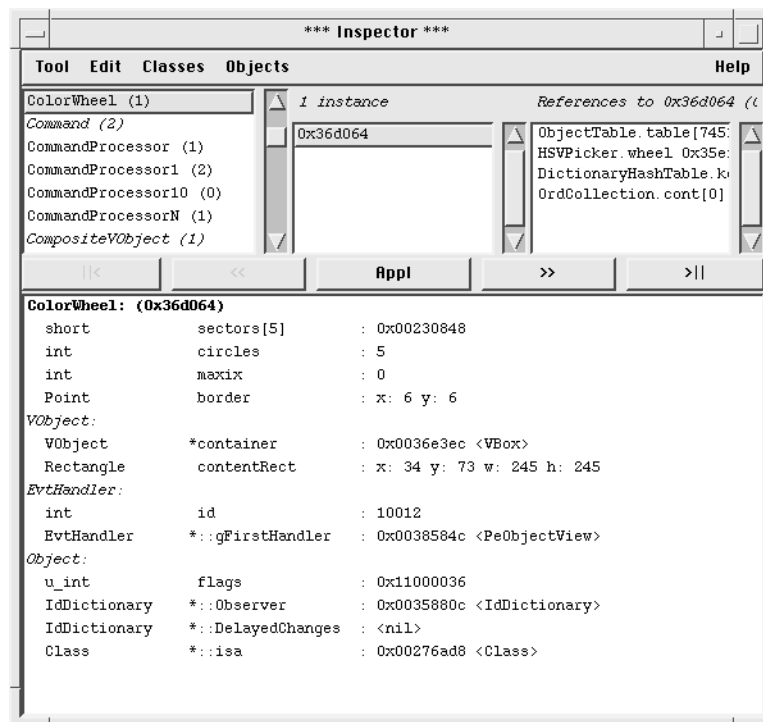 *** Inspector ***
Tool Edit Classes Objects Help
ColorWheel (1)
Command (2)
CommandProcessor (1)
CommandProcessor1 (2)
CommandProcessor10 (0)
CommandProcessorN (1)
CompositeVObject (1)
1 instance
0x36d064
References to 0x36d064 ((
ObjectTable.table[745
HSVPicker.wheel 0x35e
DictionaryHashTable.k
OrdCollection.cont[0]
||< << Appl >> >||
ColorWheel: (0x36d064)
short sectors[5] : 0x00230848
int circles : 5
int maxix : 0
Point border : x: 6 y: 6
VObject:
VObject *container : 0x0036e3ec <VBox>
Rectangle contentRect : x: 34 y: 73 w: 245 h: 245
EvtHandler:
int id : 10012
EvtHandler *::gFirstHandler : 0x0038584c <PeObjectView>
Object:
u_int flags : 0x11000036
IdDictionary *::Observer : 0x0035880c <IdDictionary>
IdDictionary *::DelayedChanges : <nil>
Class *::isa : 0x00276ad8 <Class>